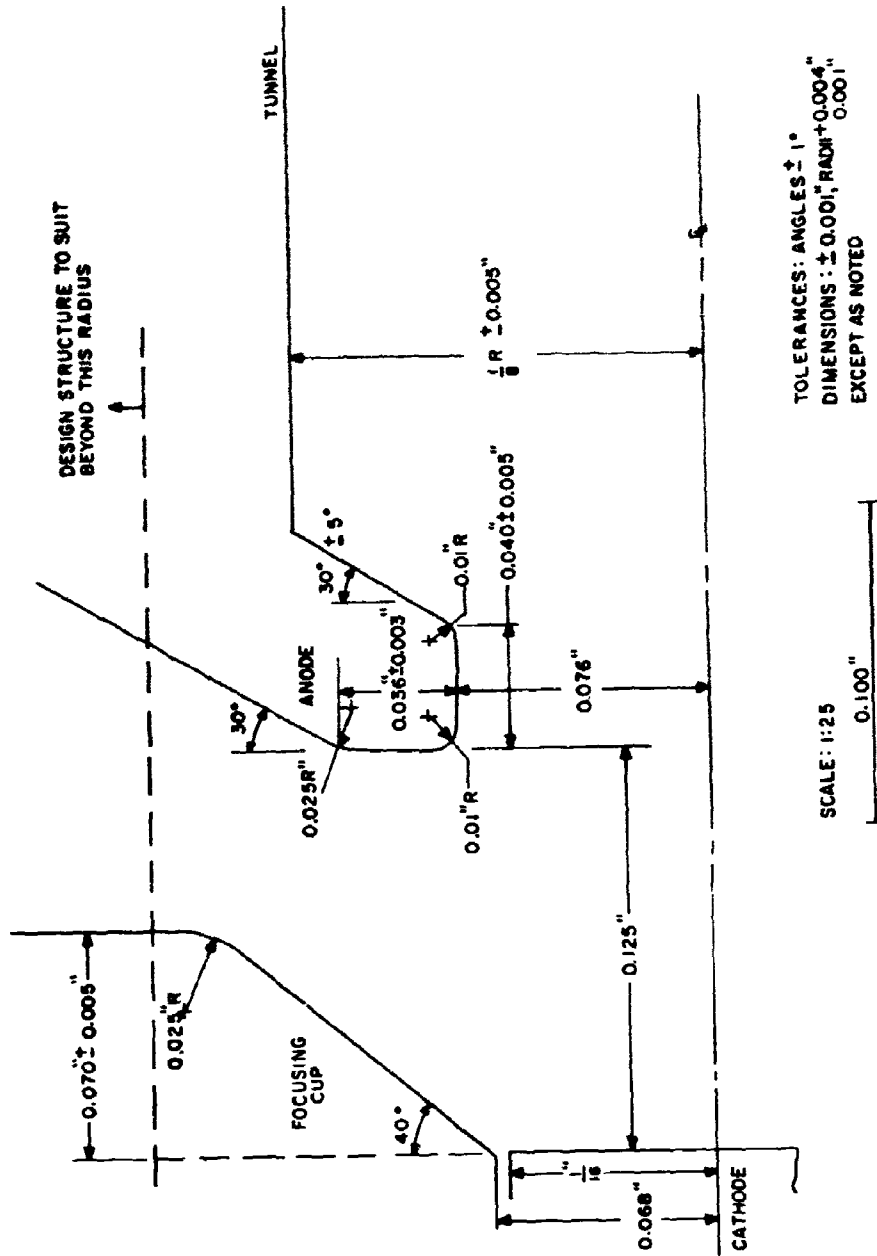 DESIGN STRUCTURE TO SUIT
BEYOND THIS RADIUS
TUNNEL
0.070" ± 0.005"
0.025" R
FOCUSING
CUP
40°
30°
ANODE
0.025R"
0.036" ±0.003"
30° ± 5°
0.01" R
0.01" R
0.040" ±0.005"
0.076"
1/8 R ± 0.005"
0.125"
1/16"
0.068"
CATHODE
TOLERANCES: ANGLES ± 1°
DIMENSIONS : ± 0.001", RADII +0.004"
0.001"
EXCEPT AS NOTED
SCALE: 1:25
0.100"